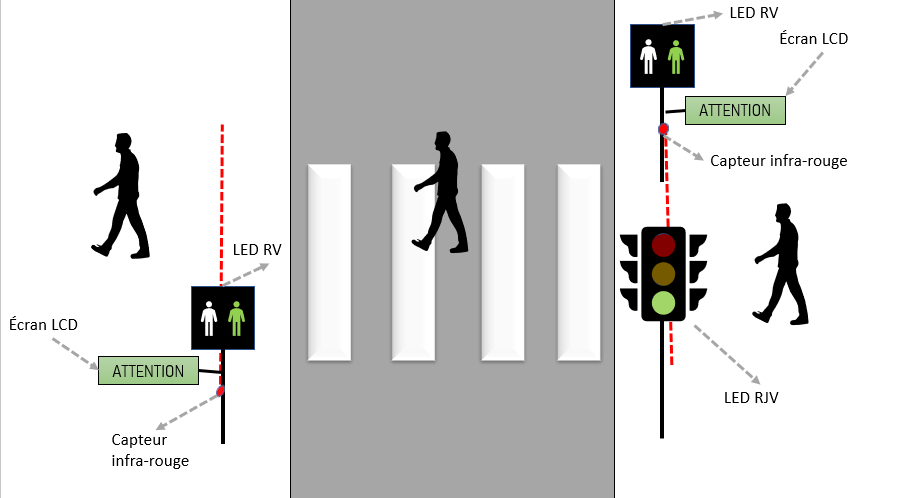 LED RV
Écran LCD
ATTENTION
Capteur infra-rouge
LED RV
Écran LCD
ATTENTION
Capteur
infra-rouge
LED RJV